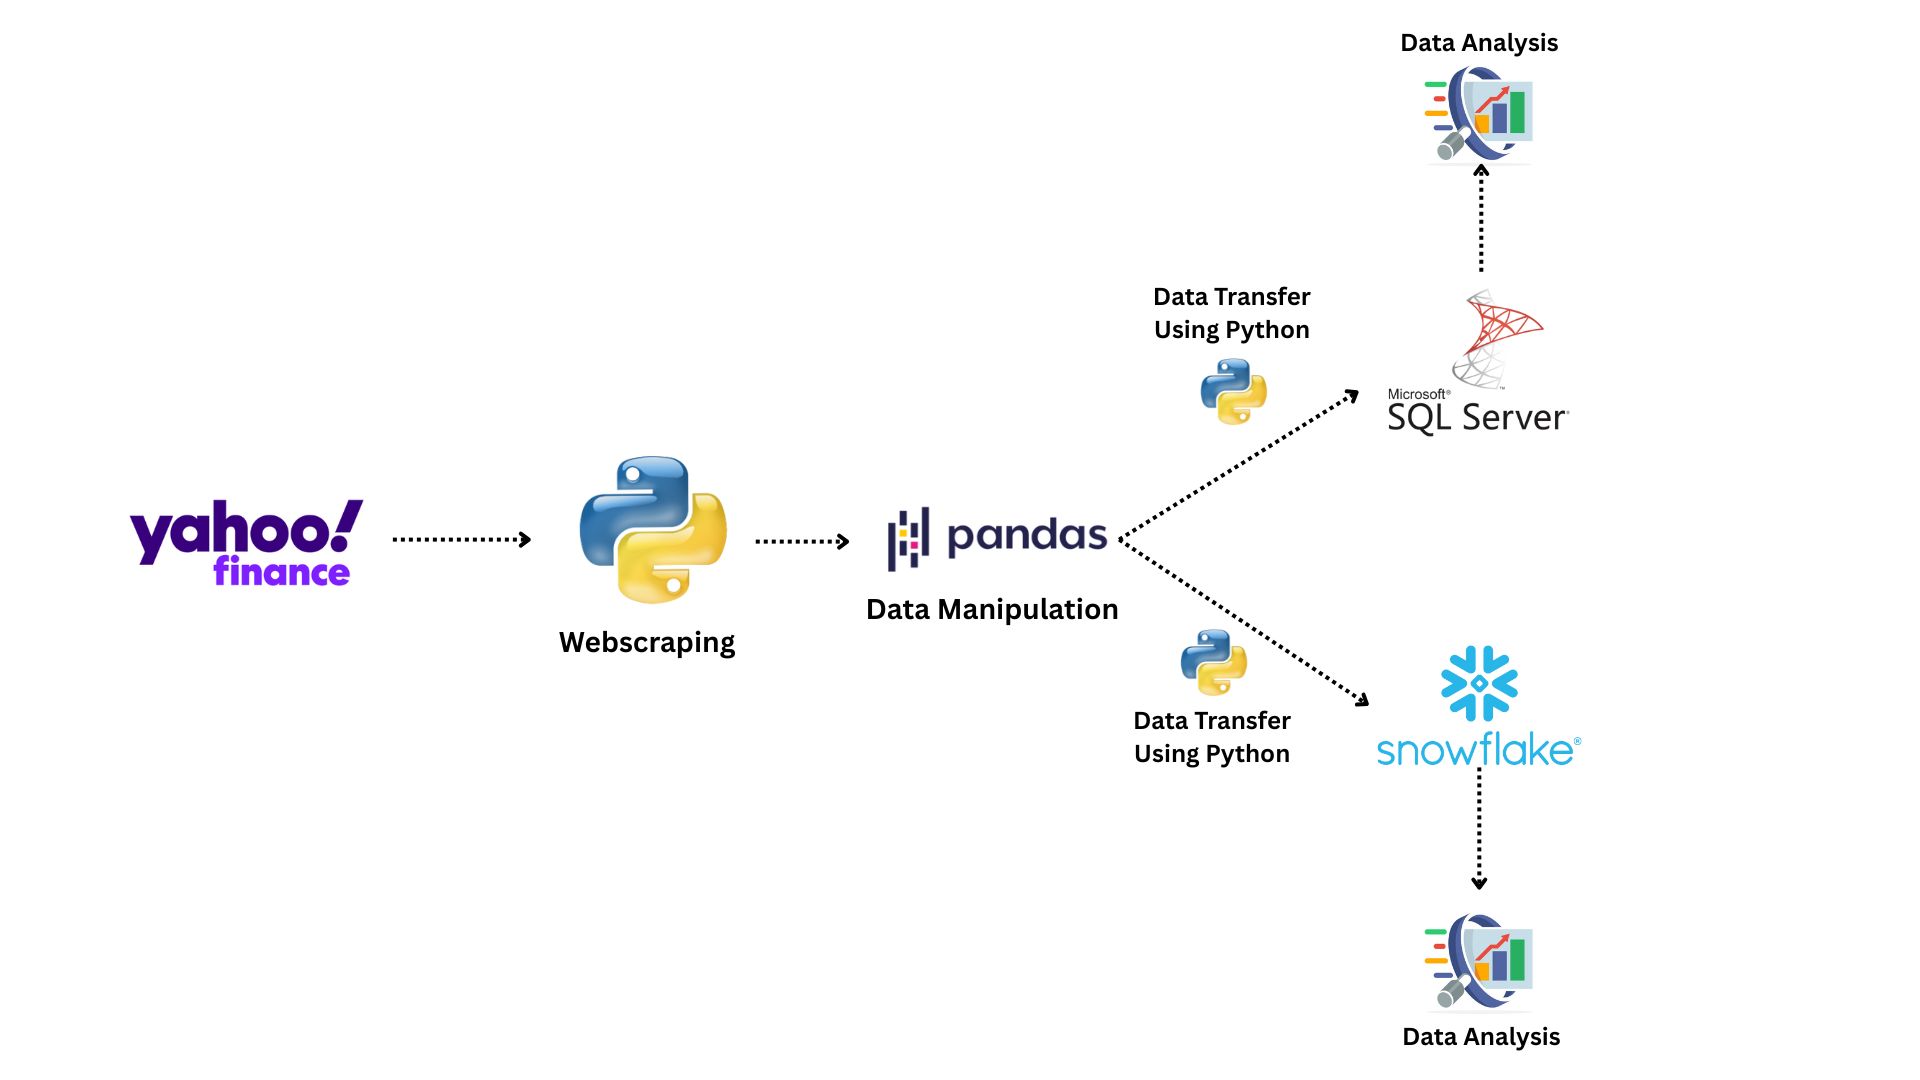 yahoo!
finance
Webscraping
pandas
Data Manipulation
Data Transfer
Using Python
Microsoft®
SQL Server
Data Analysis
Data Transfer
Using Python
snowflake®
Data Analysis